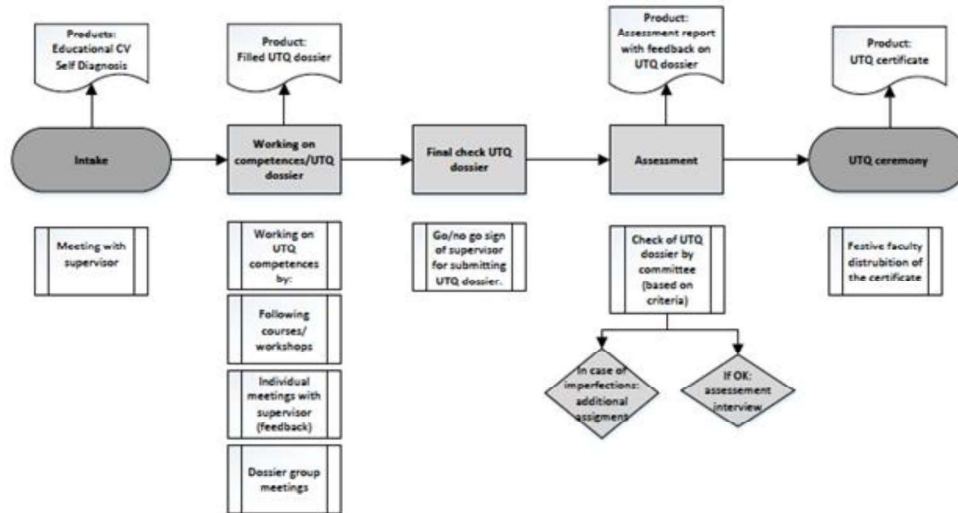 Products:
Educational CV
Self Diagnosis
Product:
Filled UTQ dossier
Product:
Assessment report
with feedback on
UTQ dossier
Product:
UTQ certificate
Intake
Working on
competences/UTQ
dossier
Final check UTQ
dossier
Assessment
UTQ ceremony
Meeting with
supervisor
Working on
UTQ
competences
by:
Following
courses/
workshops
Individual
meetings with
supervisor
(feedback)
Dossier group
meetings
Go/no go sign
of supervisor
for submitting
UTQ dossier.
Check of UTQ
dossier by
committee
(based on
criteria)
In case of
imperfections:
additional
assigment
If OK:
assessement
interview
Festive faculty
distrubition of
the certificate